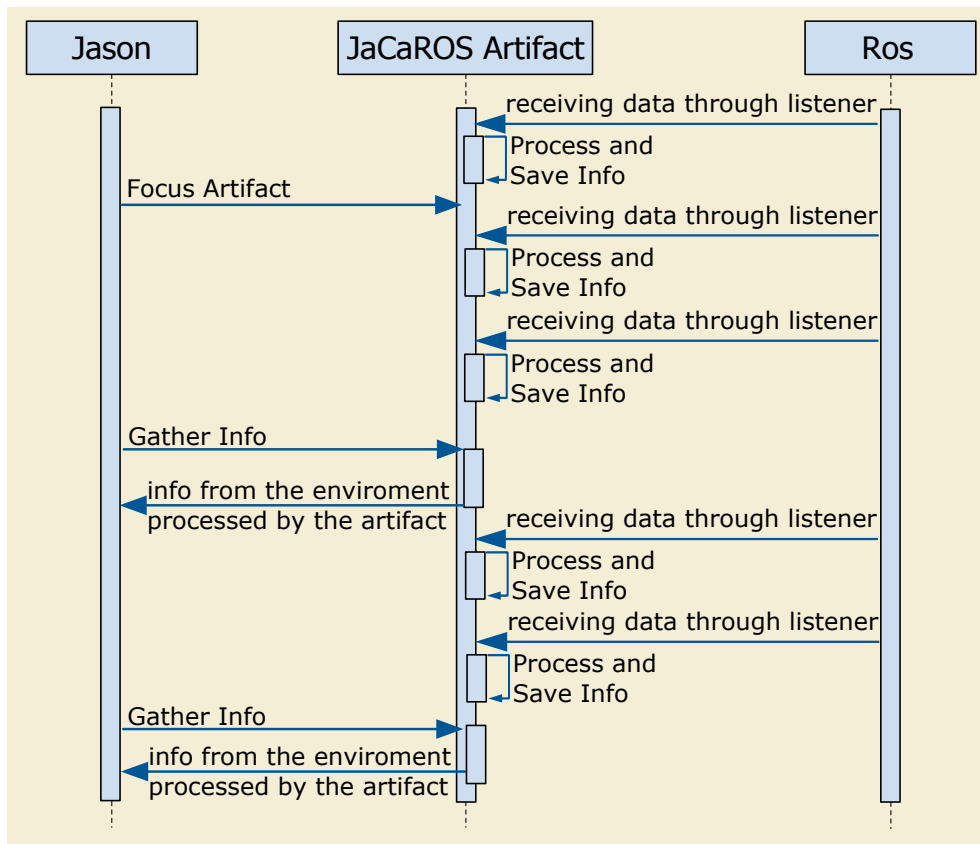 Jason
JaCaROS Artifact
Ros
receiving data through listener
Process and
Save Info
Focus Artifact
receiving data through listener
Process and
Save Info
receiving data through listener
Process and
Save Info
Gather Info
info from the enviroment
processed by the artifact
receiving data through listener
Process and
Save Info
receiving data through listener
Process and
Save Info
Gather Info
info from the enviroment
processed by the artifact